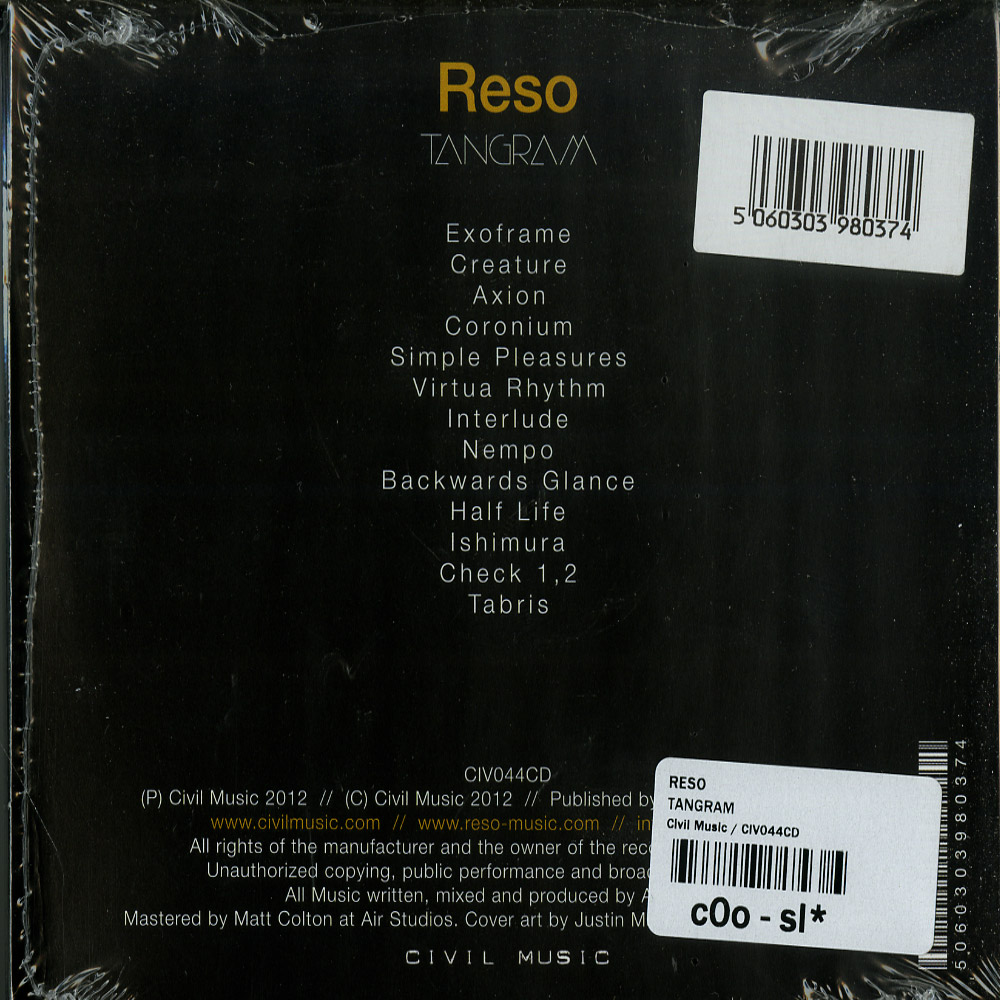 Reso
TANGRAM
5 060303 980374
Exoframe
Creature
Axion
Coronium
Simple Pleasures
Virtua Rhythm
Interlude
Nempo
Backwards Glance
Half Life
Ishimura
Check 1,2
Tabris
CIV044CD
(P) Civil Music 2012 // (C) Civil Music 2012 // Published by
www.civilmusic.com // www.reso-music.com //
All rights of the manufacturer and the owner of the
Unauthorized copying, public performance and
All Music written, mixed and produced by
Mastered by Matt Colton at Air Studios. Cover art by Justin
CIVIL MUSIC
RESO
TANGRAM
Civil Music / CIV044CD
cOo - sl*
5060303980374